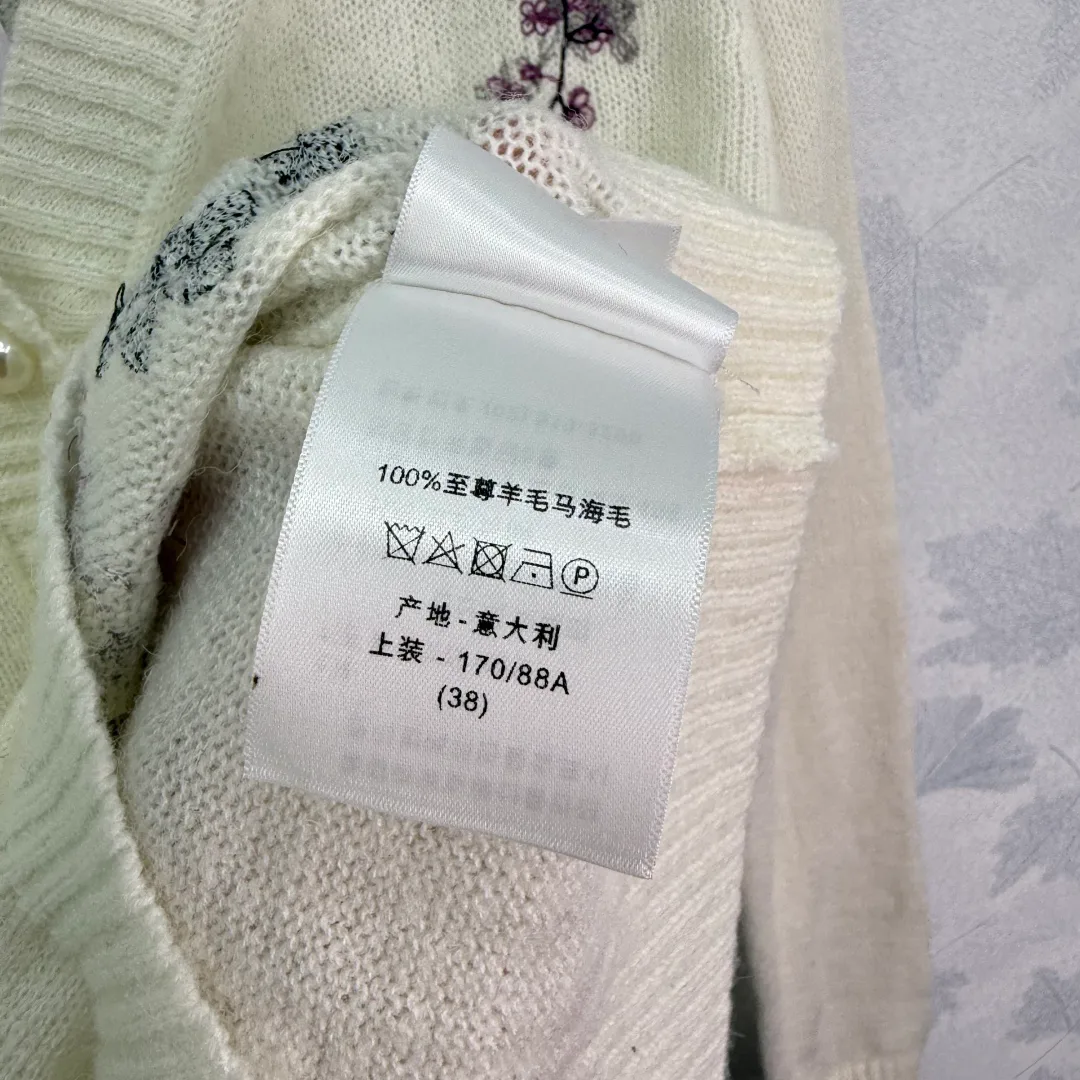 100%至尊羊毛马海毛
P
产地-意大利
上装 - 170/88A
(38)